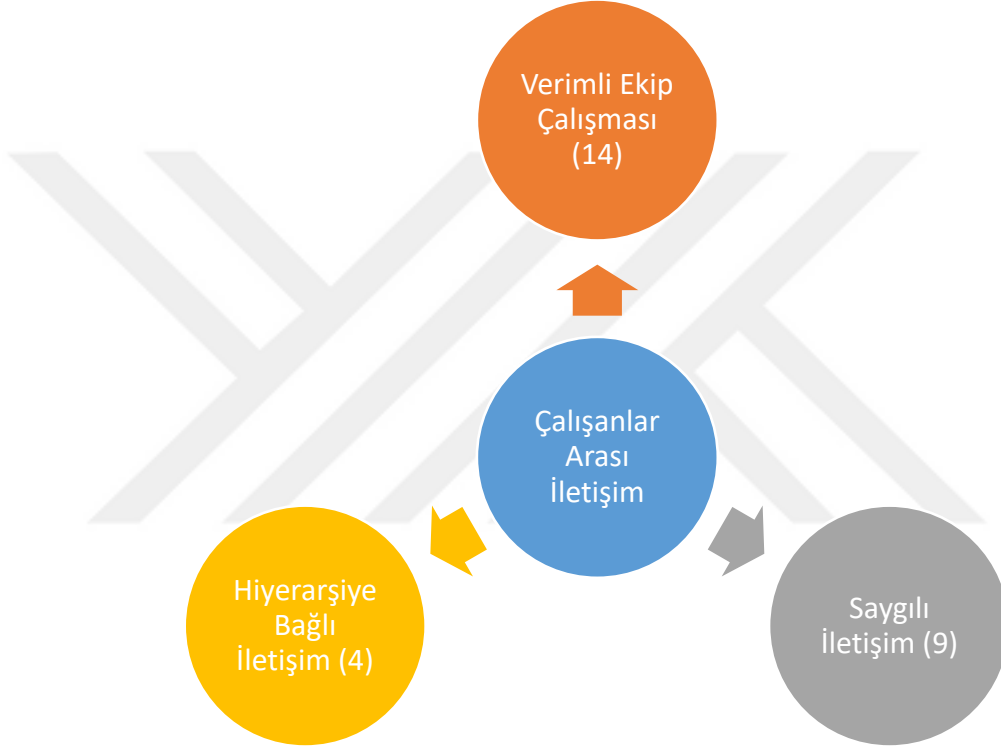 Verimli Ekip
Çalışması
(14)
Çalışanlar
Arası
İletişim
Hiyerarşiye
Bağlı
İletişim (4)
Saygılı
İletişim (9)